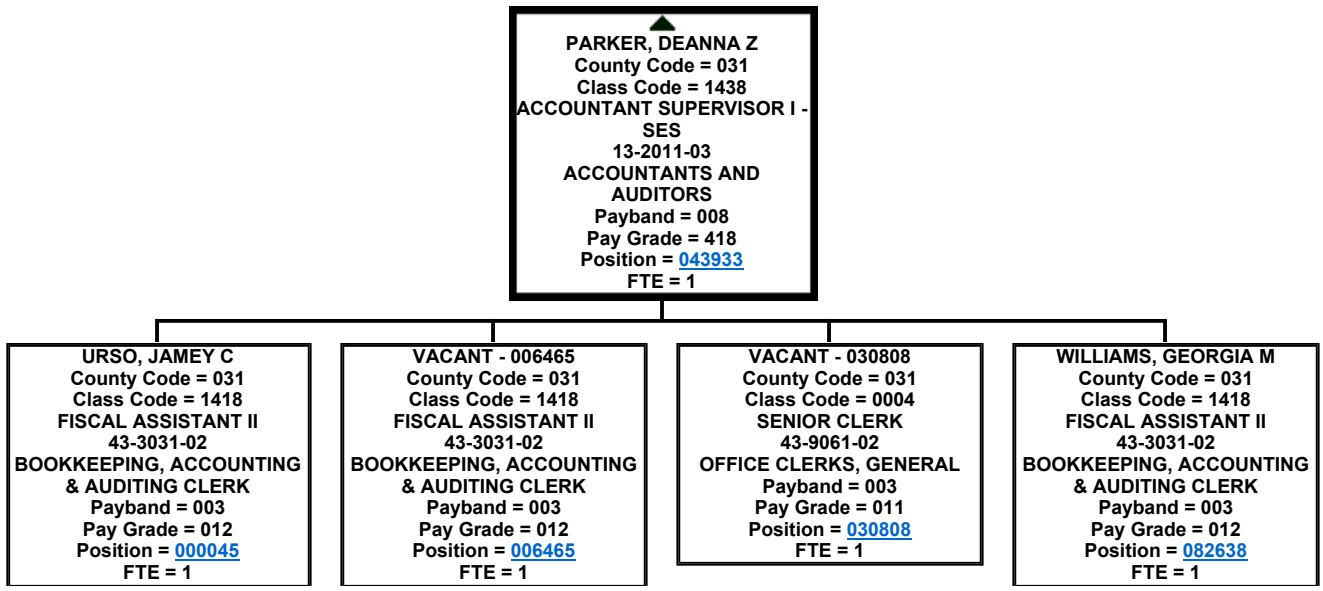 PARKER, DEANNA Z
County Code = 031
Class Code = 1438
ACCOUNTANT SUPERVISOR I -
SES
13-2011-03
ACCOUNTANTS AND
AUDITORS
Payband = 008
Pay Grade = 418
Position = 043933
FTE = 1
URSO, JAMEY C
County Code = 031
Class Code = 1418
FISCAL ASSISTANT II
43-3031-02
BOOKKEEPING, ACCOUNTING
& AUDITING CLERK
Payband = 003
Pay Grade = 012
Position = 000045
FTE = 1
VACANT - 006465
County Code = 031
Class Code = 1418
FISCAL ASSISTANT II
43-3031-02
BOOKKEEPING, ACCOUNTING
& AUDITING CLERK
Payband = 003
Pay Grade = 012
Position = 006465
FTE = 1
VACANT - 030808
County Code = 031
Class Code = 0004
SENIOR CLERK
43-9061-02
OFFICE CLERKS, GENERAL
Payband = 003
Pay Grade = 011
Position = 030808
FTE = 1
WILLIAMS, GEORGIA M
County Code = 031
Class Code = 1418
FISCAL ASSISTANT II
43-3031-02
BOOKKEEPING, ACCOUNTING
& AUDITING CLERK
Payband = 003
Pay Grade = 012
Position = 082638
FTE = 1